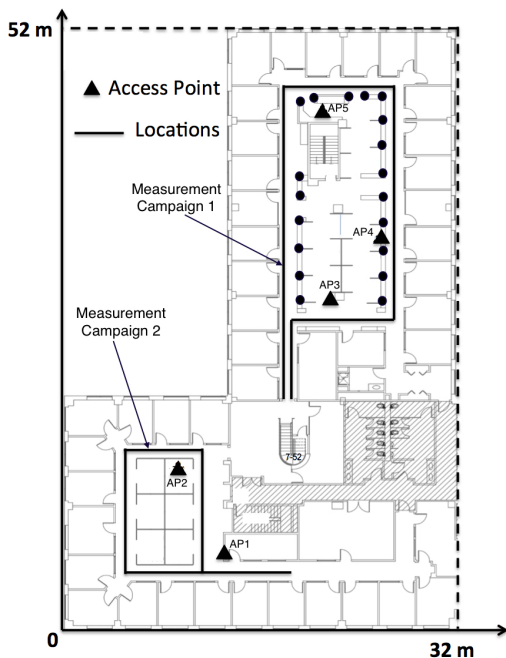 52 m
Access Point
Locations
AP5
Measurement
Campaign 1
AP4
AP3
Measurement
Campaign 2
7-52
AP2
AP1
0
32 m